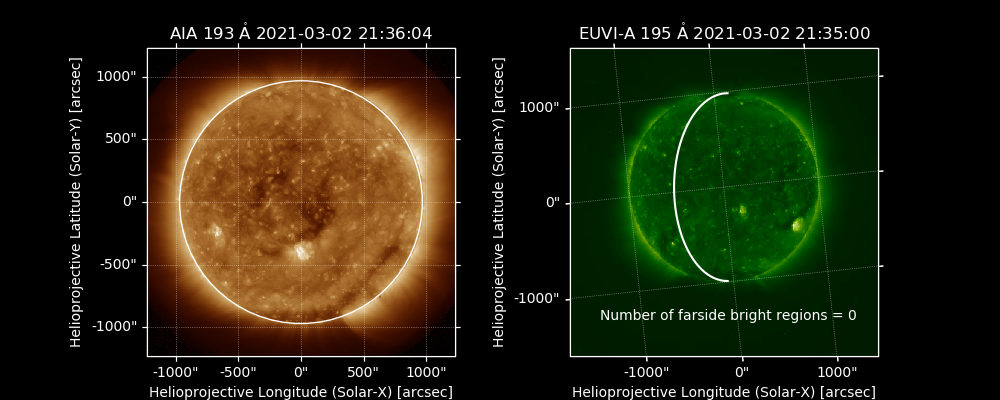 AIA 193 Å 2021-03-02 21:36:04
EUVI-A 195 Å 2021-03-02 21:35:00
Helioprojective Latitude (Solar-Y) [arcsec]
1000"
500"
0"
-500"
-1000"
-1000"
-500"
0"
500"
1000"
Helioprojective Longitude (Solar-X) [arcsec]
Helioprojective Latitude (Solar-Y) [arcsec]
1000"
0"
-1000"
Number of farside bright regions = 0
-1000"
0"
1000"
Helioprojective Longitude (Solar-X) [arcsec]